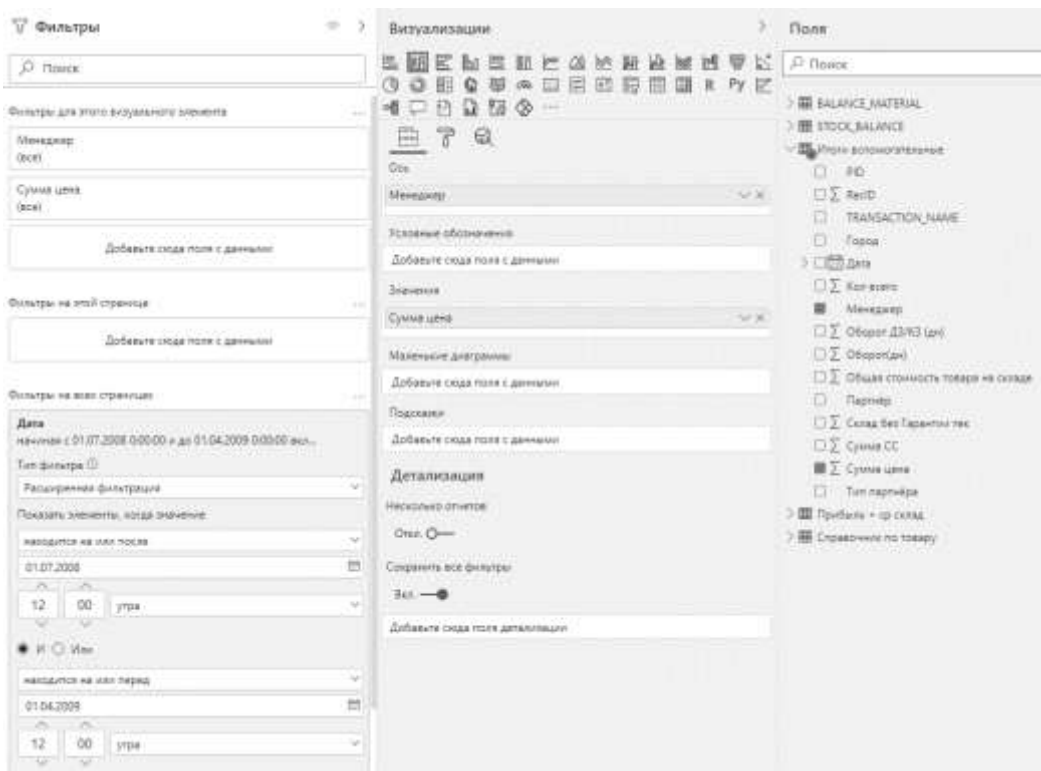 Фильтры
Поиск
Фильтры для этого визуального элемента
Менеджер
(все)
Сумма цена
(все)
Добавьте сюда поля с данными
Фильтры на этой странице
Добавьте сюда поля с данными
Фильтры на всех страницах
Дата
начиная с 01.07.2008 0:00:00 и до 01.04.2009 0:00:00 вкл...
Тип фильтра
Расширенная фильтрация
Показать элементы, когда значение
находится на или после
01.07.2008
12 00 утра
И Или
находится на или перед
01.04.2009
12 00 утра
Визуализации
R Py
Ось
Менеджер
Условные обозначения
Добавьте сюда поля с данными
Значения
Сумма цена
Маленькие диаграммы
Добавьте сюда поля с данными
Подсказки
Добавьте сюда поля с данными
Детализация
Несколько отчетов
Откл.
Сохранить все фильтры
Вкл.
Добавьте сюда поля детализации
Поля
Поиск
BALANCE_MATERIAL
STOCK_BALANCE
Итоги вспомогательные
PID
RecID
TRANSACTION_NAME
Город
Дата
Кол-всего
Менеджер
Оборот ДЗ/КЗ (дн)
Оборот(дн)
Общая стоимость товара на складе
Партнёр
Склад без Гарантии тек
Сумма СС
Сумма цена
Тип партнёра
Прибыль + ср склад
Справочник по товару